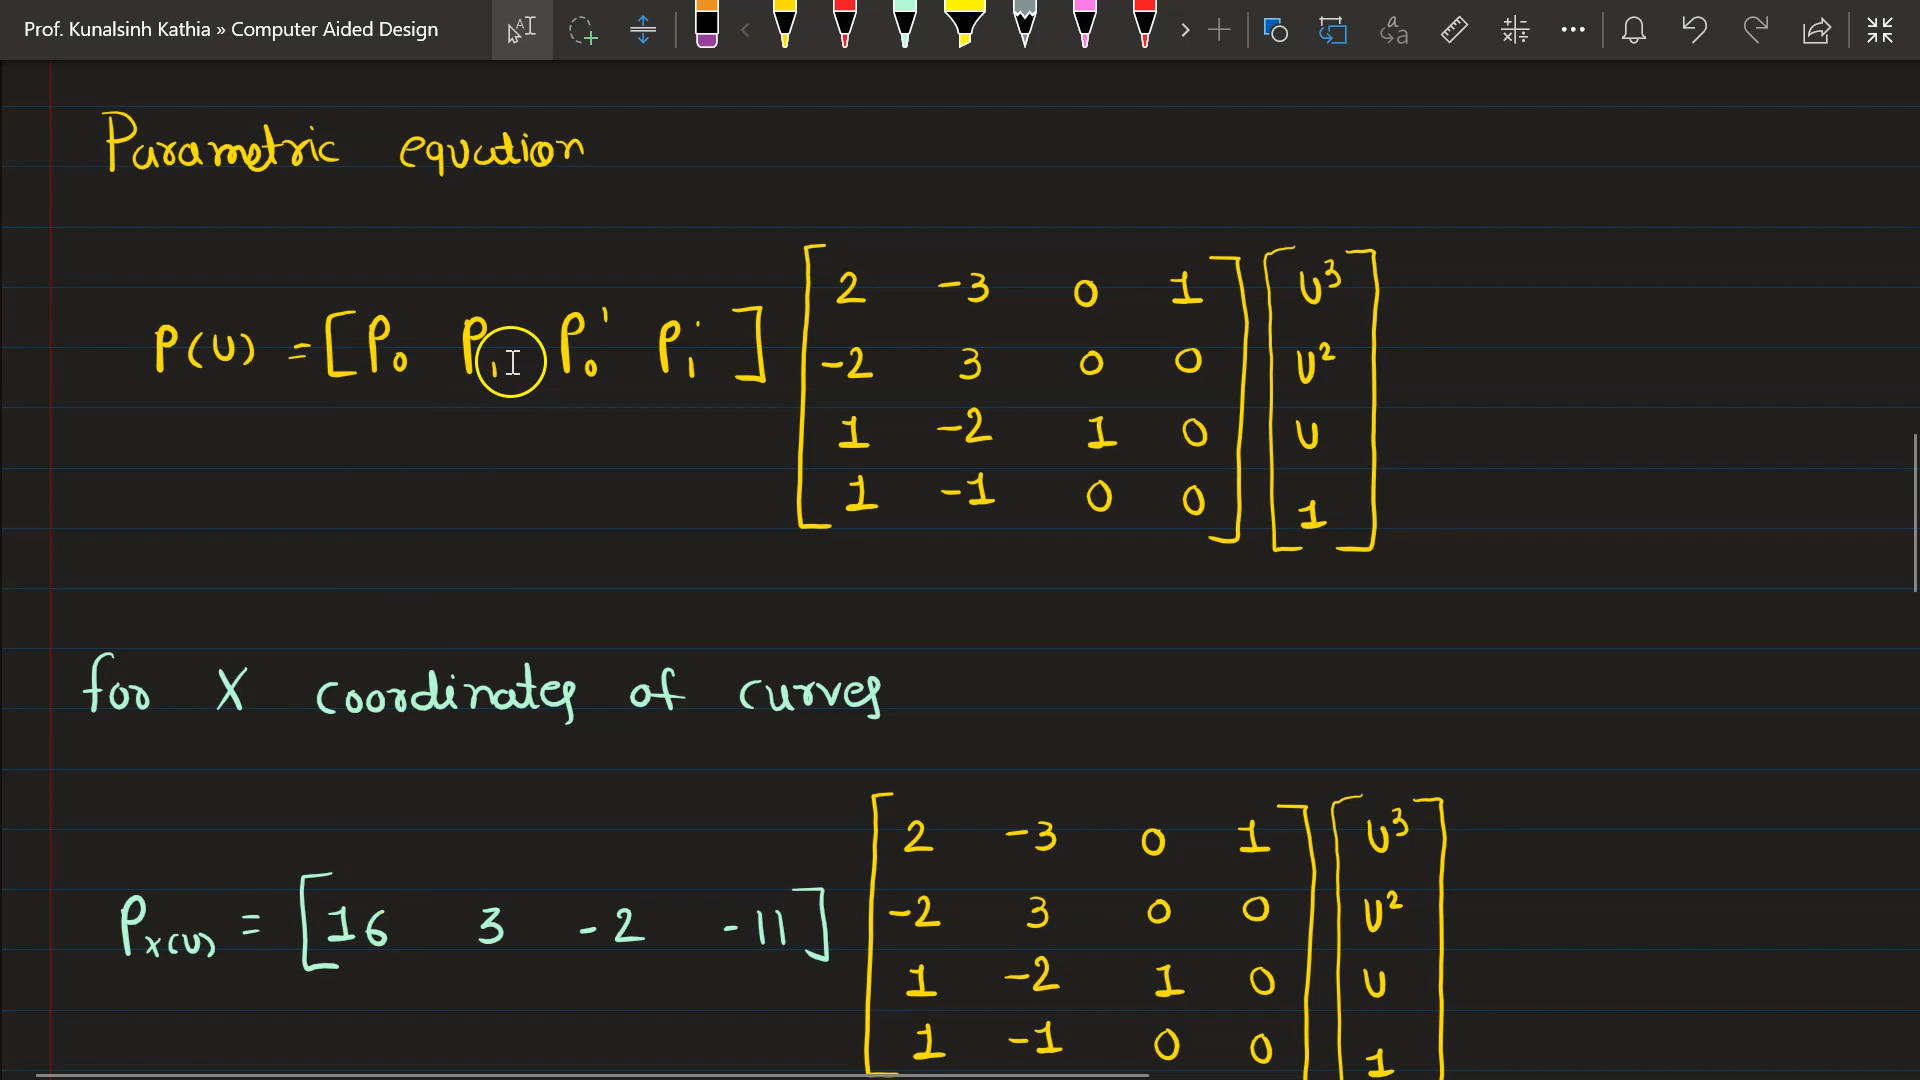 Prof. Kunalsinh Kathia » Computer Aided Design
Parametric equation
P(U) = [P₀ P₁ P₀' P₁'] [2 -3 0 1] [U³]
[-2 3 0 0] [U²]
[1 -2 1 0] [U]
[1 -1 0 0] [1]
for X coordinates of curves
Pₓ(U) = [16 3 -2 -11] [2 -3 0 1] [U³]
[-2 3 0 0] [U²]
[1 -2 1 0] [U]
[1 -1 0 0] [1]